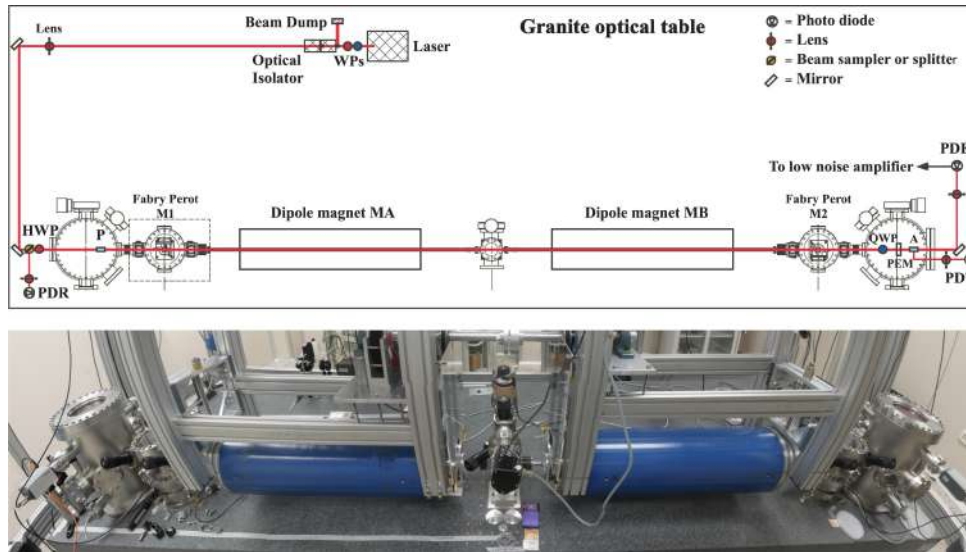 Beam Dump
Granite optical table
Lens
Laser
Optical
Isolator
WPs
= Photo diode
= Lens
= Beam sampler or splitter
= Mirror
To low noise amplifier
Fabry Perot
M1
Dipole magnet MA
Dipole magnet MB
Fabry Perot
M2
HWP
P
QWP
A
PEM
PDR